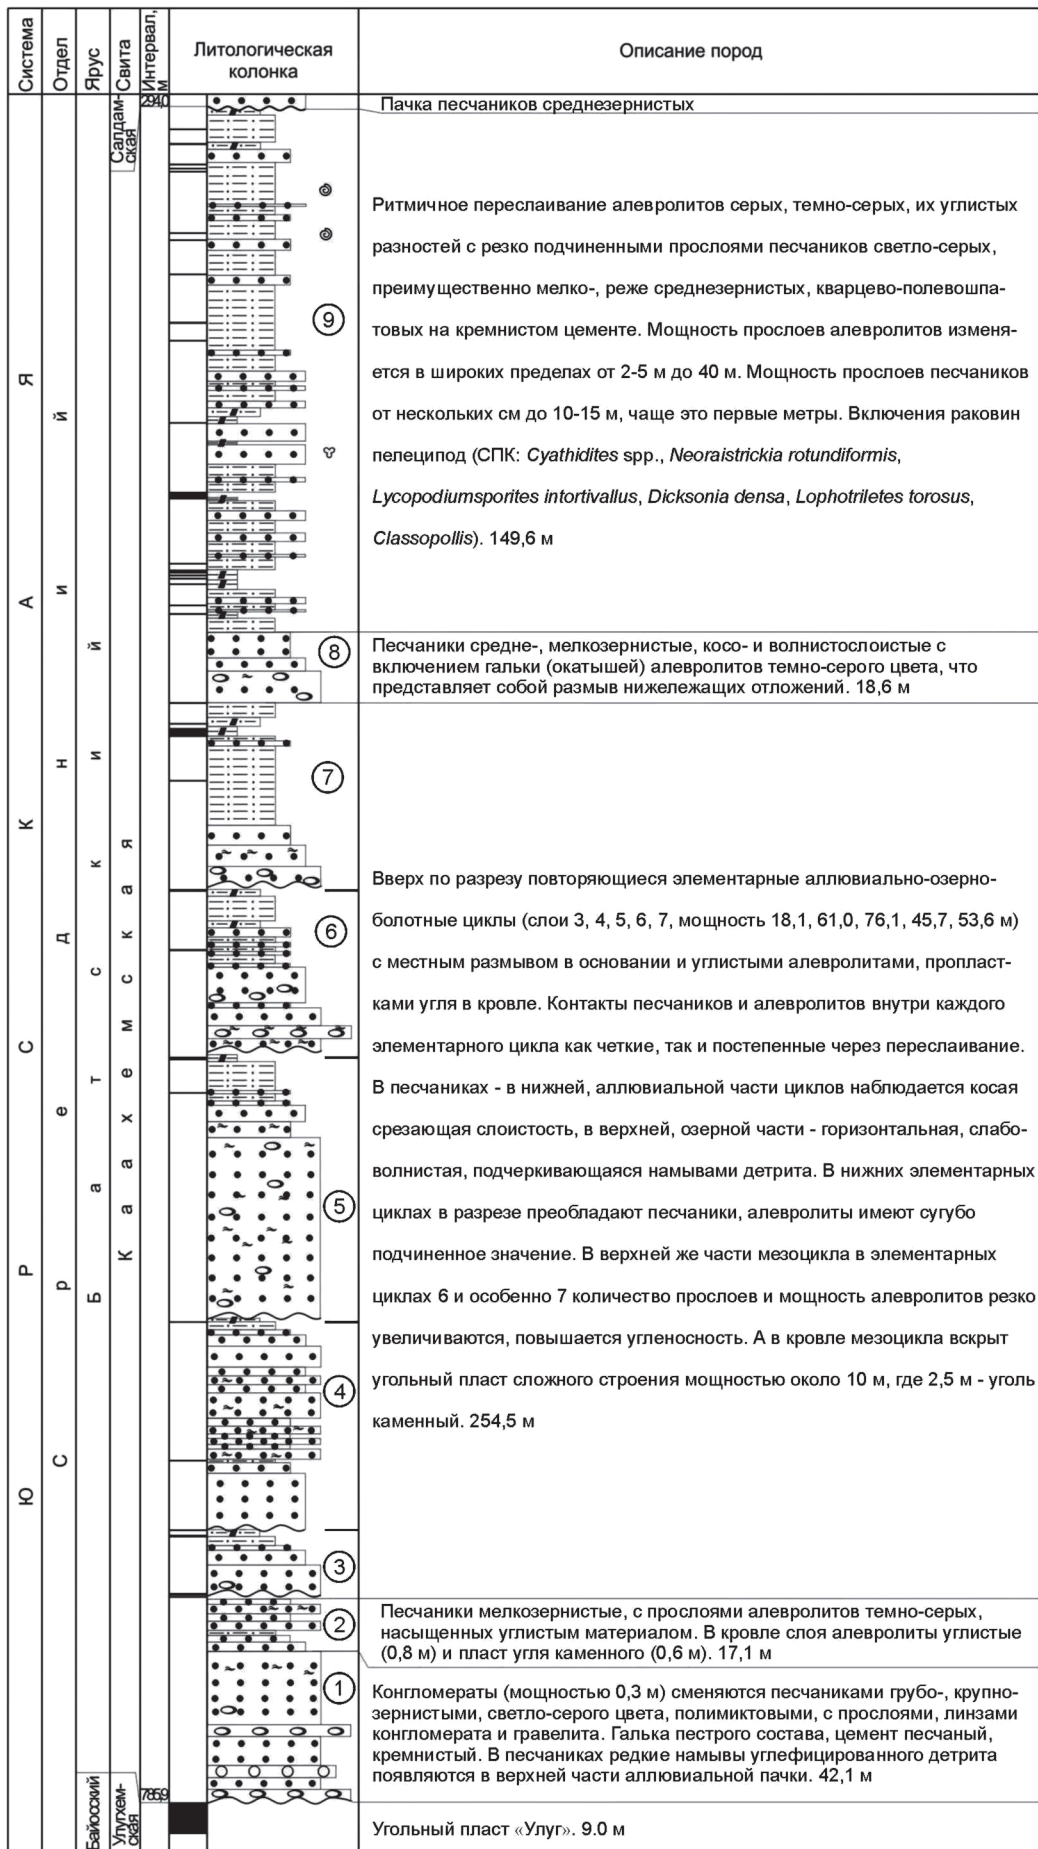 Система
Отдел
Ярус
Свита
Интервал, м
Литологическая
колонка
Описание пород
ЮРСКАЯ
Средний
Батский
Байосский
Салдам-
ская
Каахемская
Улугхем-
ская
294,0
785,9
Пачка песчаников среднезернистых
9
Ритмичное переслаивание алевролитов серых, темно-серых, их углистых
разностей с резко подчиненными прослоями песчаников светло-серых,
преимущественно мелко-, реже среднезернистых, кварцево-полевошпа-
товых на кремнистом цементе. Мощность прослоев алевролитов изменя-
ется в широких пределах от 2-5 м до 40 м. Мощность прослоев песчаников
от нескольких см до 10-15 м, чаще это первые метры. Включения раковин
пелеципод (СПК: Cyathidites spp., Neoraistrickia rotundiformis,
Lycopodiumsporites intortivallus, Dicksonia densa, Lophotriletes torosus,
Classopollis). 149,6 м
8
Песчаники средне-, мелкозернистые, косо- и волнистослоистые с
включением гальки (окатышей) алевролитов темно-серого цвета, что
представляет собой размыв нижележащих отложений. 18,6 м
7
6
5
4
3
Вверх по разрезу повторяющиеся элементарные аллювиально-озерно-
болотные циклы (слои 3, 4, 5, 6, 7, мощность 18,1, 61,0, 76,1, 45,7, 53,6 м)
с местным размывом в основании и углистыми алевролитами, пропласт-
ками угля в кровле. Контакты песчаников и алевролитов внутри каждого
элементарного цикла как четкие, так и постепенные через переслаивание.
В песчаниках - в нижней, аллювиальной части циклов наблюдается косая
срезающая слоистость, в верхней, озерной части - горизонтальная, слабо-
волнистая, подчеркивающаяся намывами детрита. В нижних элементарных
циклах в разрезе преобладают песчаники, алевролиты имеют сугубо
подчиненное значение. В верхней же части мезоцикла в элементарных
циклах 6 и особенно 7 количество прослоев и мощность алевролитов резко
увеличиваются, повышается угленосность. А в кровле мезоцикла вскрыт
угольный пласт сложного строения мощностью около 10 м, где 2,5 м - уголь
каменный. 254,5 м
2
Песчаники мелкозернистые, с прослоями алевролитов темно-серых,
насыщенных углистым материалом. В кровле слоя алевролиты углистые
(0,8 м) и пласт угля каменного (0,6 м). 17,1 м
1
Конгломераты (мощностью 0,3 м) сменяются песчаниками грубо-, крупно-
зернистыми, светло-серого цвета, полимиктовыми, с прослоями, линзами
конгломерата и гравелита. Галька пестрого состава, цемент песчаный,
кремнистый. В песчаниках редкие намывы углефицированного детрита
появляются в верхней части аллювиальной пачки. 42,1 м
Угольный пласт «Улуг». 9.0 м